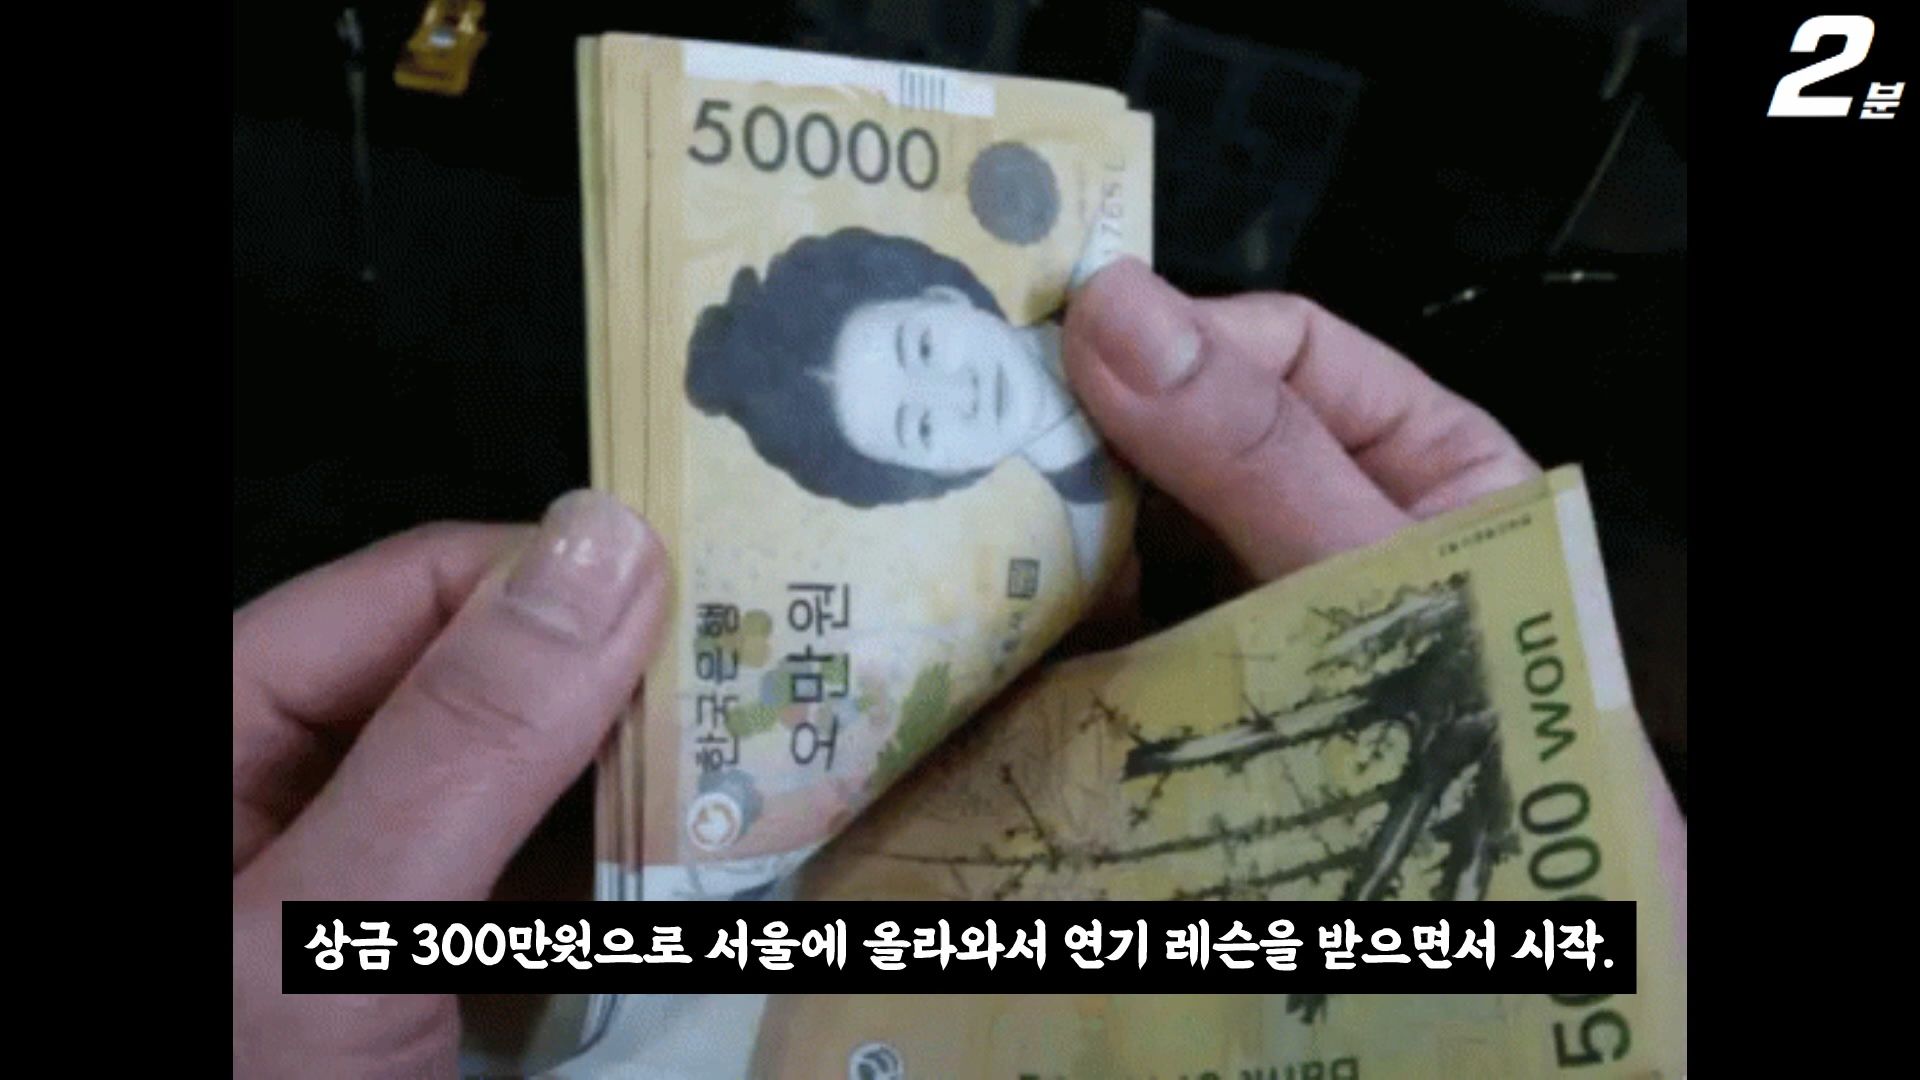 2분
50000
한국은행
오만원
50000 won
상금 300만원으로 서울에 올라와서 연기 레슨을 받으면서 시작.